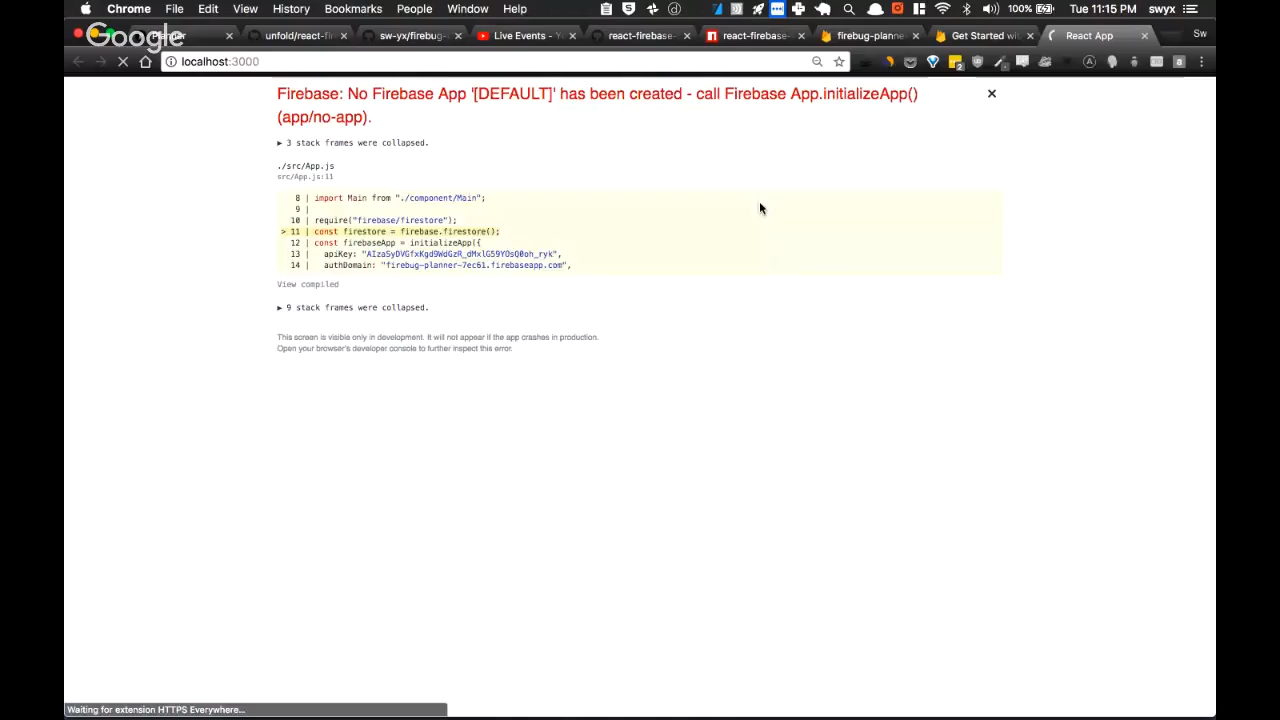 Chrome File Edit View History Bookmarks People Window Help 100% Tue 11:15 PM swyx
Google
unfold/react-fir sw-yx/firebug- Live Events - Y react-firebase- react-firebase- firebug-plann Get Started wit React App Sw
localhost:3000
Firebase: No Firebase App '[DEFAULT]' has been created - call Firebase App.initializeApp()
(app/no-app).
▶ 3 stack frames were collapsed.
./src/App.js
src/App.js:11
8 | import Main from "./component/Main";
9 |
10 | require("firebase/firestore");
> 11 | const firestore = firebase.firestore();
12 | const firebaseApp = initializeApp({
13 | apiKey: "AIzaSyDVGfxKgd9WdGzR_dMxlG59YOsQ0oh_ryk",
14 | authDomain: "firebug-planner-7ec61.firebaseapp.com",
View compiled
▶ 9 stack frames were collapsed.
This screen is visible only in development. It will not appear if the app crashes in production.
Open your browser's developer console to further inspect this error.
Waiting for extension HTTPS Everywhere...